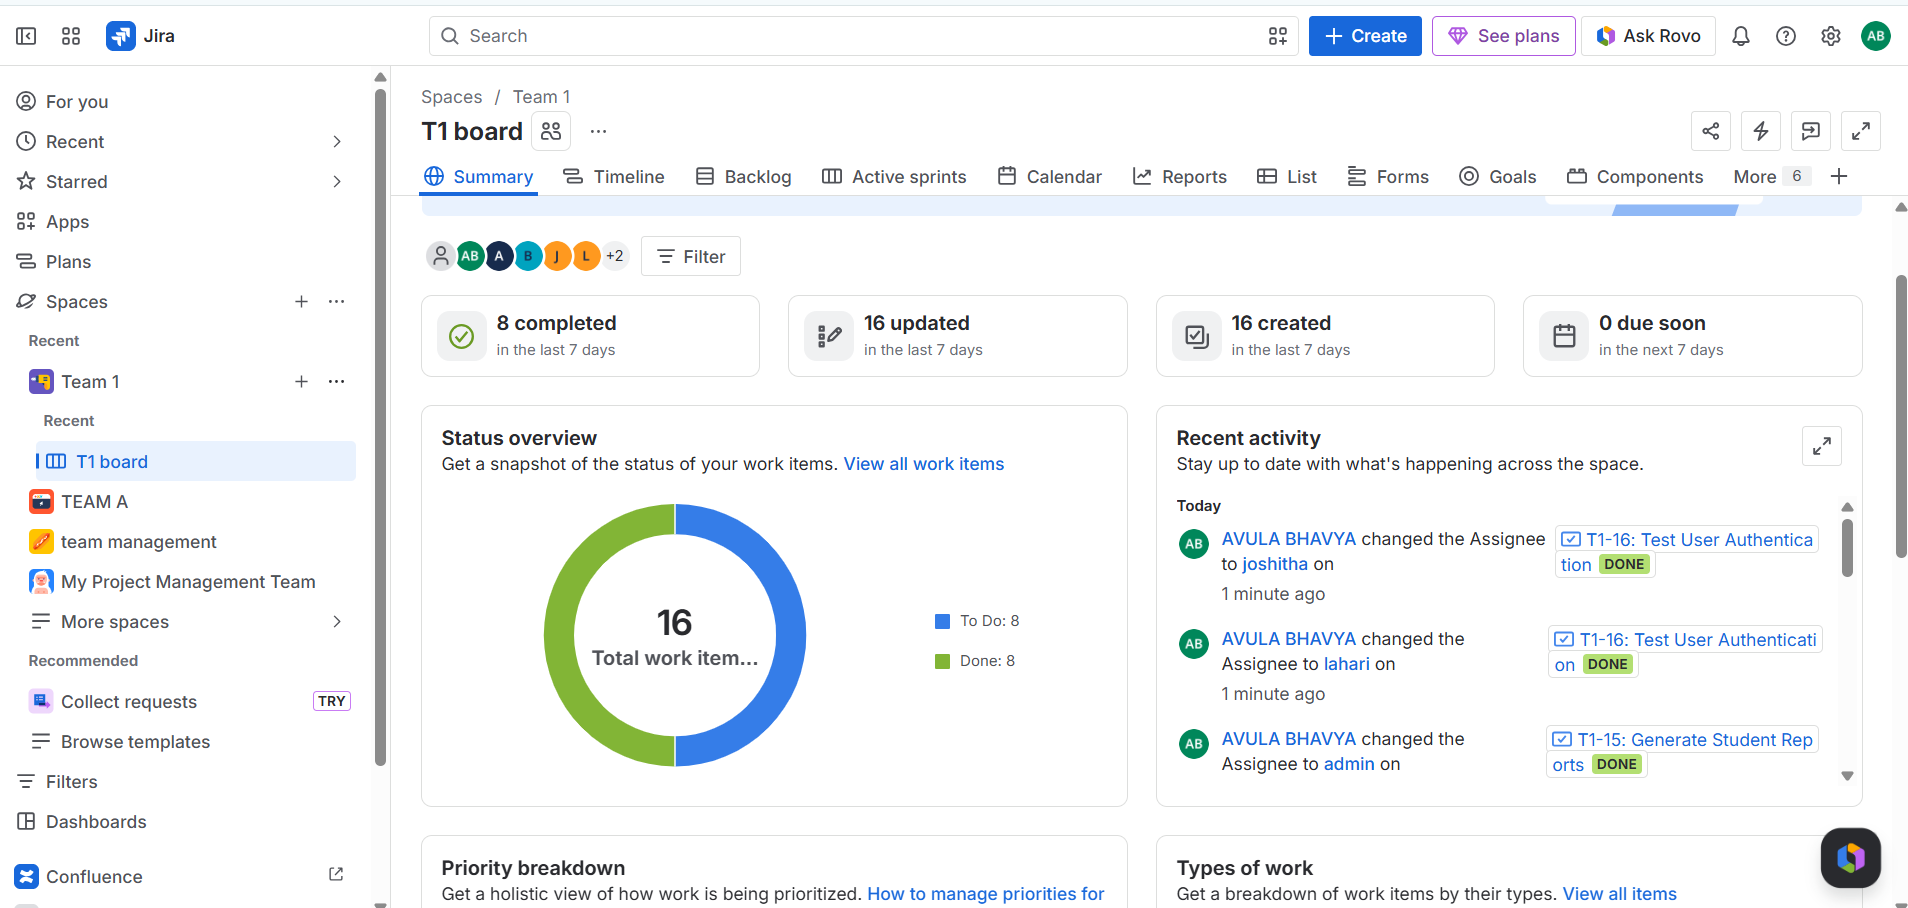 Jira
Search
Create
See plans
Ask Rovo
AB
For you
Recent
Starred
Apps
Plans
Spaces
Recent
Team 1
Recent
T1 board
TEAM A
team management
My Project Management Team
More spaces
Recommended
Collect requests
TRY
Browse templates
Filters
Dashboards
Confluence
Spaces / Team 1
T1 board
Summary
Timeline
Backlog
Active sprints
Calendar
Reports
List
Forms
Goals
Components
More 6
AB A B J L +2
Filter
8 completed
in the last 7 days
16 updated
in the last 7 days
16 created
in the last 7 days
0 due soon
in the next 7 days
Status overview
Get a snapshot of the status of your work items. View all work items
16
Total work item...
To Do: 8
Done: 8
Recent activity
Stay up to date with what's happening across the space.
Today
AB
AVULA BHAVYA changed the Assignee
to joshitha on
T1-16: Test User Authentica
tion DONE
1 minute ago
AB
AVULA BHAVYA changed the
Assignee to lahari on
T1-16: Test User Authenticati
on DONE
1 minute ago
AB
AVULA BHAVYA changed the
Assignee to admin on
T1-15: Generate Student Rep
orts DONE
Priority breakdown
Get a holistic view of how work is being prioritized. How to manage priorities for
Types of work
Get a breakdown of work items by their types. View all items